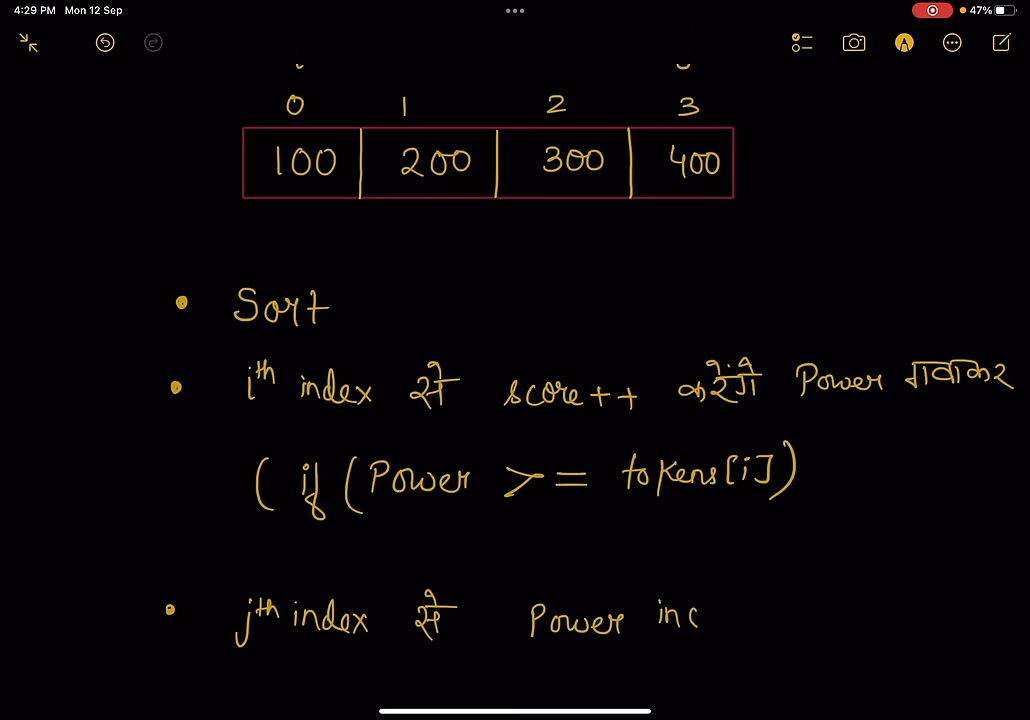 4:29 PM Mon 12 Sep 47%
0 1 2 3
100 200 300 400
• Sort
• ith index से score++ करेंगे Power गवाकर
( if (Power >= tokens[i])
• jth index से Power inc